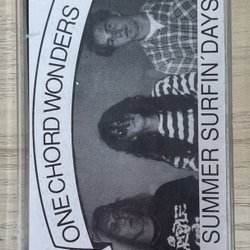 ONE CHORD WONDERS
SUMMER SURFIN' DAYS